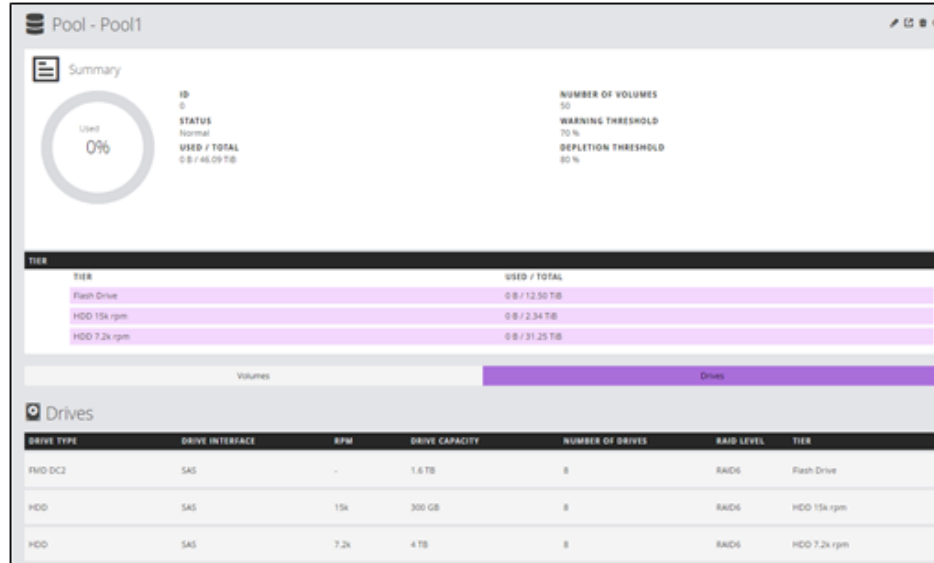 Pool - Pool1
Summary
Used
0%
ID
0
STATUS
Normal
USED / TOTAL
0 B / 46.09 TiB
NUMBER OF VOLUMES
50
WARNING THRESHOLD
70 %
DEPLETION THRESHOLD
80 %
TIER
TIER USED / TOTAL
Flash Drive 0 B / 12.50 TiB
HDD 15k rpm 0 B / 2.34 TiB
HDD 7.2k rpm 0 B / 31.25 TiB
Volumes Drives
Drives
DRIVE TYPE DRIVE INTERFACE RPM DRIVE CAPACITY NUMBER OF DRIVES RAID LEVEL TIER
FMD DC2 SAS - 1.6 TB 8 RAID6 Flash Drive
HDD SAS 15k 300 GB 8 RAID6 HDD 15k rpm
HDD SAS 7.2k 4 TB 8 RAID6 HDD 7.2k rpm